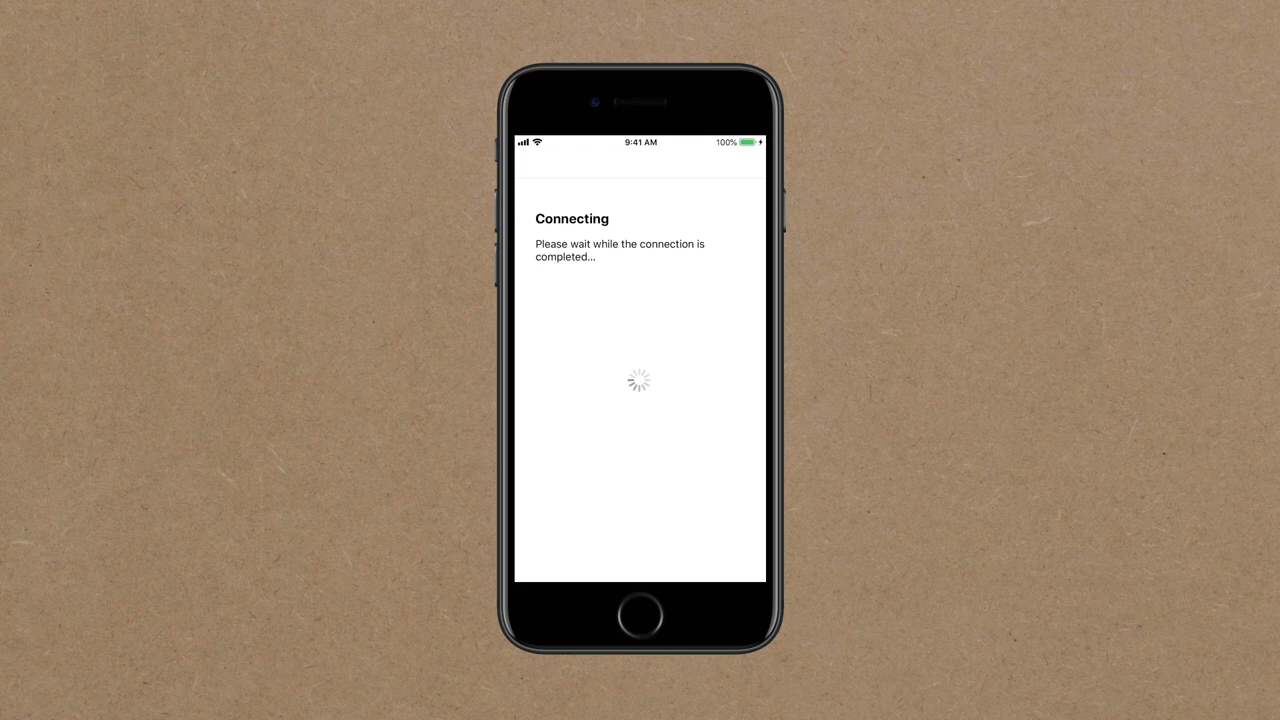 9:41 AM
100%
Connecting
Please wait while the connection is
completed...